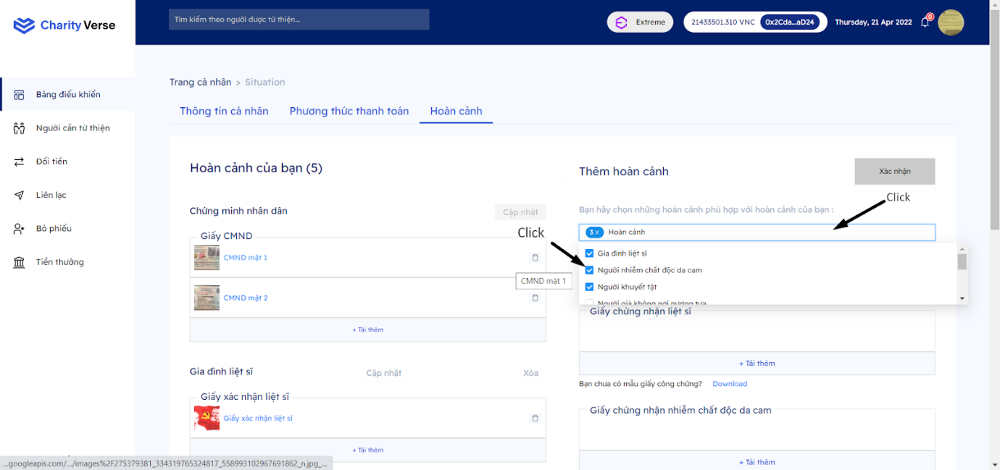 Charity Verse
Tìm kiếm theo người được từ thiện...
Extreme
21433501.310 VNC
0x2Cda...aD24
Thursday, 21 Apr 2022
0
Bảng điều khiển
Người cần từ thiện
Đổi tiền
Liên lạc
Bỏ phiếu
Tiền thưởng
Trang cá nhân > Situation
Thông tin cá nhân
Phương thức thanh toán
Hoàn cảnh
Hoàn cảnh của bạn (5)
Chứng minh nhân dân
Cập nhật
Giấy CMND
CMND mặt 1
CMND mặt 1
CMND mặt 2
+ Tải thêm
Gia đình liệt sĩ
Cập nhật
Xóa
Giấy xác nhận liệt sĩ
Giấy xác nhận liệt sĩ
+ Tải thêm
Thêm hoàn cảnh
Xác nhận
Click
Bạn hãy chọn những hoàn cảnh phù hợp với hoàn cảnh của bạn :
Click
3 × Hoàn cảnh
Gia đình liệt sĩ
Người nhiễm chất độc da cam
Người khuyết tật
Người già không nơi nương tựa
Giấy chứng nhận liệt sĩ
+ Tải thêm
Bạn chưa có mẫu giấy công chứng? Download
Giấy chứng nhận nhiễm chất độc da cam
+ Tải thêm
...googleapis.com/.../images%2F275379381_334319765324817_558993102967691862_n.jpg_...